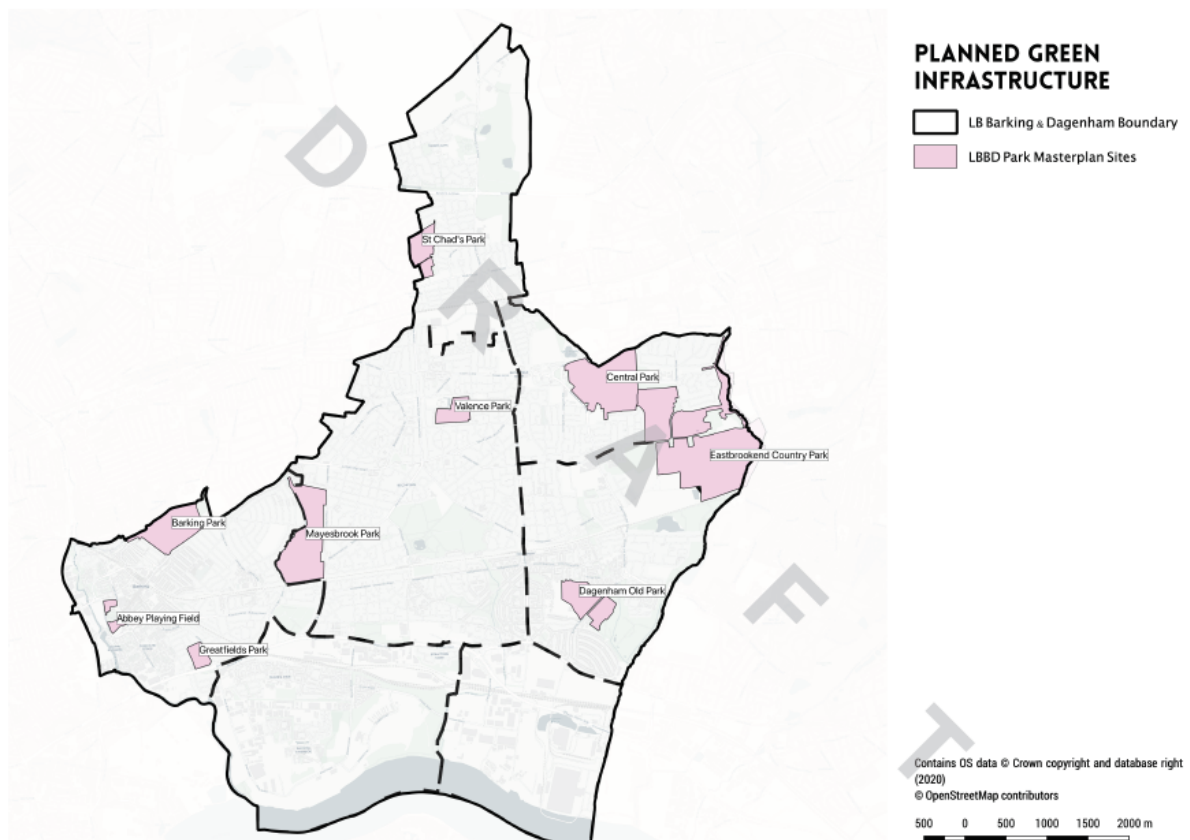 PLANNED GREEN
INFRASTRUCTURE
LB Barking & Dagenham Boundary
LBBD Park Masterplan Sites
St Chad's Park
Central Park
Valence Park
Eastbrookend Country Park
Barking Park
Mayesbrook Park
Dagenham Old Park
Abbey Playing Field
Greatfields Park
DRAFT
Contains OS data © Crown copyright and database right
(2020)
© OpenStreetMap contributors
500 0 500 1000 1500 2000 m